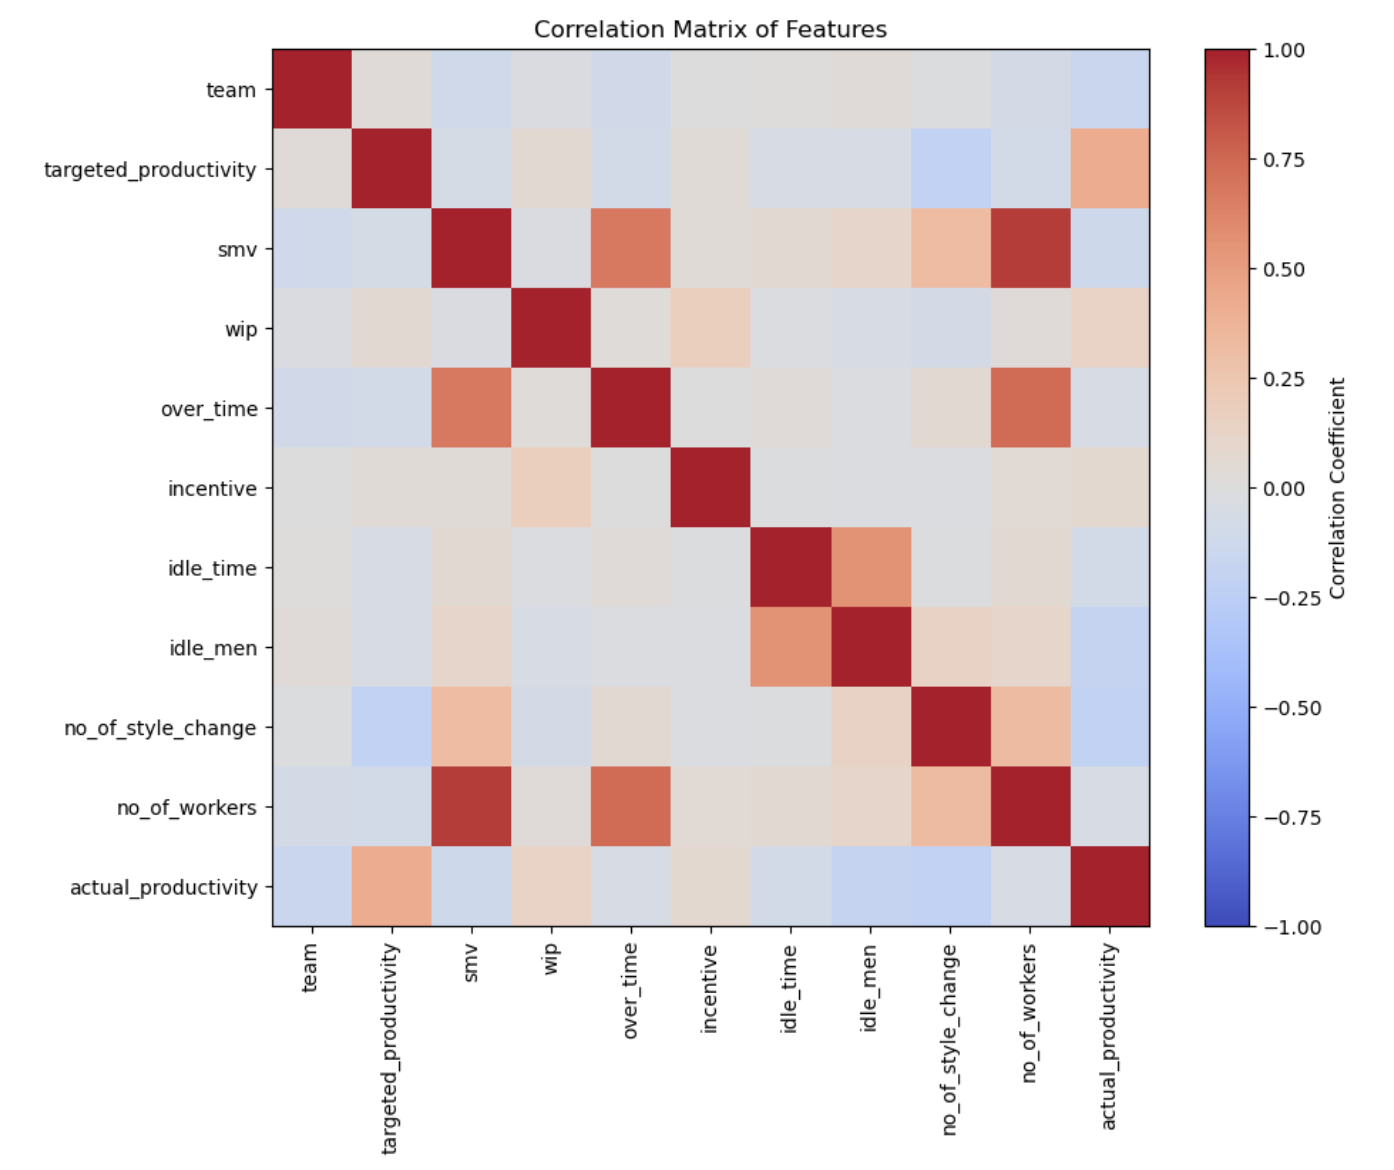 Correlation Matrix of Features
team
targeted_productivity
smv
wip
over_time
incentive
idle_time
idle_men
no_of_style_change
no_of_workers
actual_productivity
team
targeted_productivity
smv
wip
over_time
incentive
idle_time
idle_men
no_of_style_change
no_of_workers
actual_productivity
1.00
0.75
0.50
0.25
0.00
−0.25
−0.50
−0.75
−1.00
Correlation Coefficient